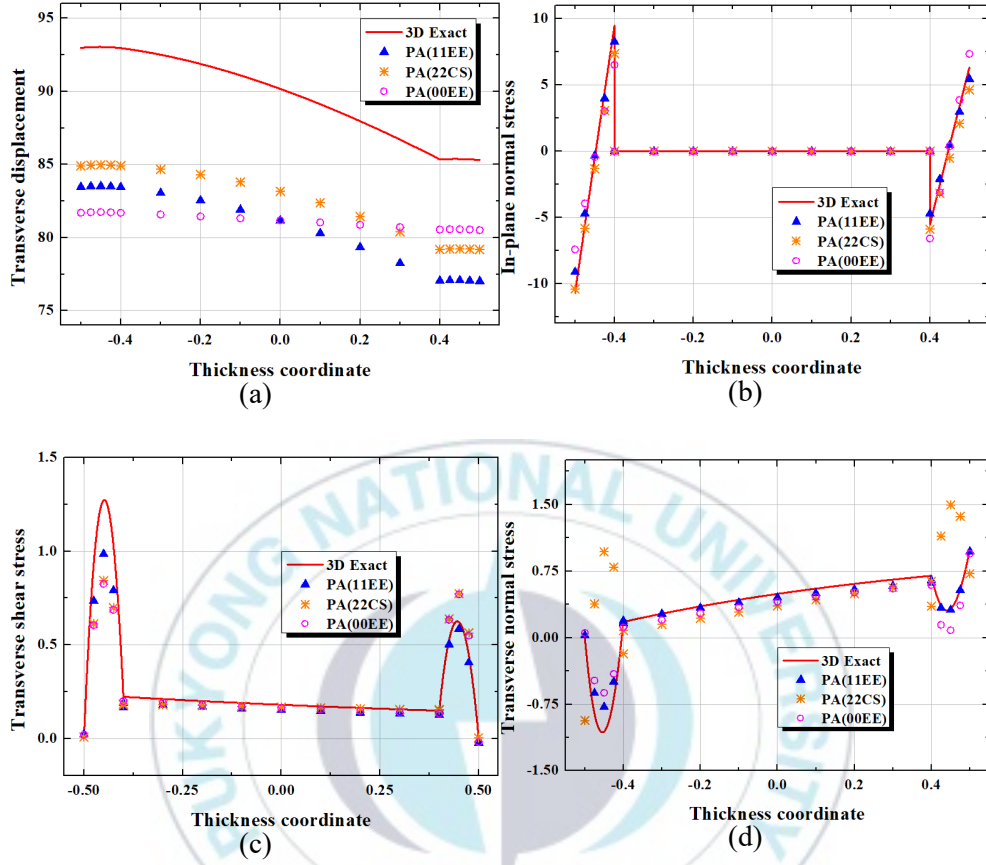 95
90
85
80
75
Transverse displacement
3D Exact
PA(11EE)
PA(22CS)
PA(00EE)
-0.4 -0.2 0.0 0.2 0.4
Thickness coordinate
(a)
10
5
0
-5
-10
In-plane normal stress
3D Exact
PA(11EE)
PA(22CS)
PA(00EE)
-0.4 -0.2 0.0 0.2 0.4
Thickness coordinate
(b)
1.5
1.0
0.5
0.0
Transverse shear stress
3D Exact
PA(11EE)
PA(22CS)
PA(00EE)
-0.50 -0.25 0.00 0.25 0.50
Thickness coordinate
(c)
1.50
0.75
0.00
-0.75
-1.50
Transverse normal stress
3D Exact
PA(11EE)
PA(22CS)
PA(00EE)
-0.4 -0.2 0.0 0.2 0.4
Thickness coordinate
(d)
PUKYONG NATIONAL UNIVERSITY